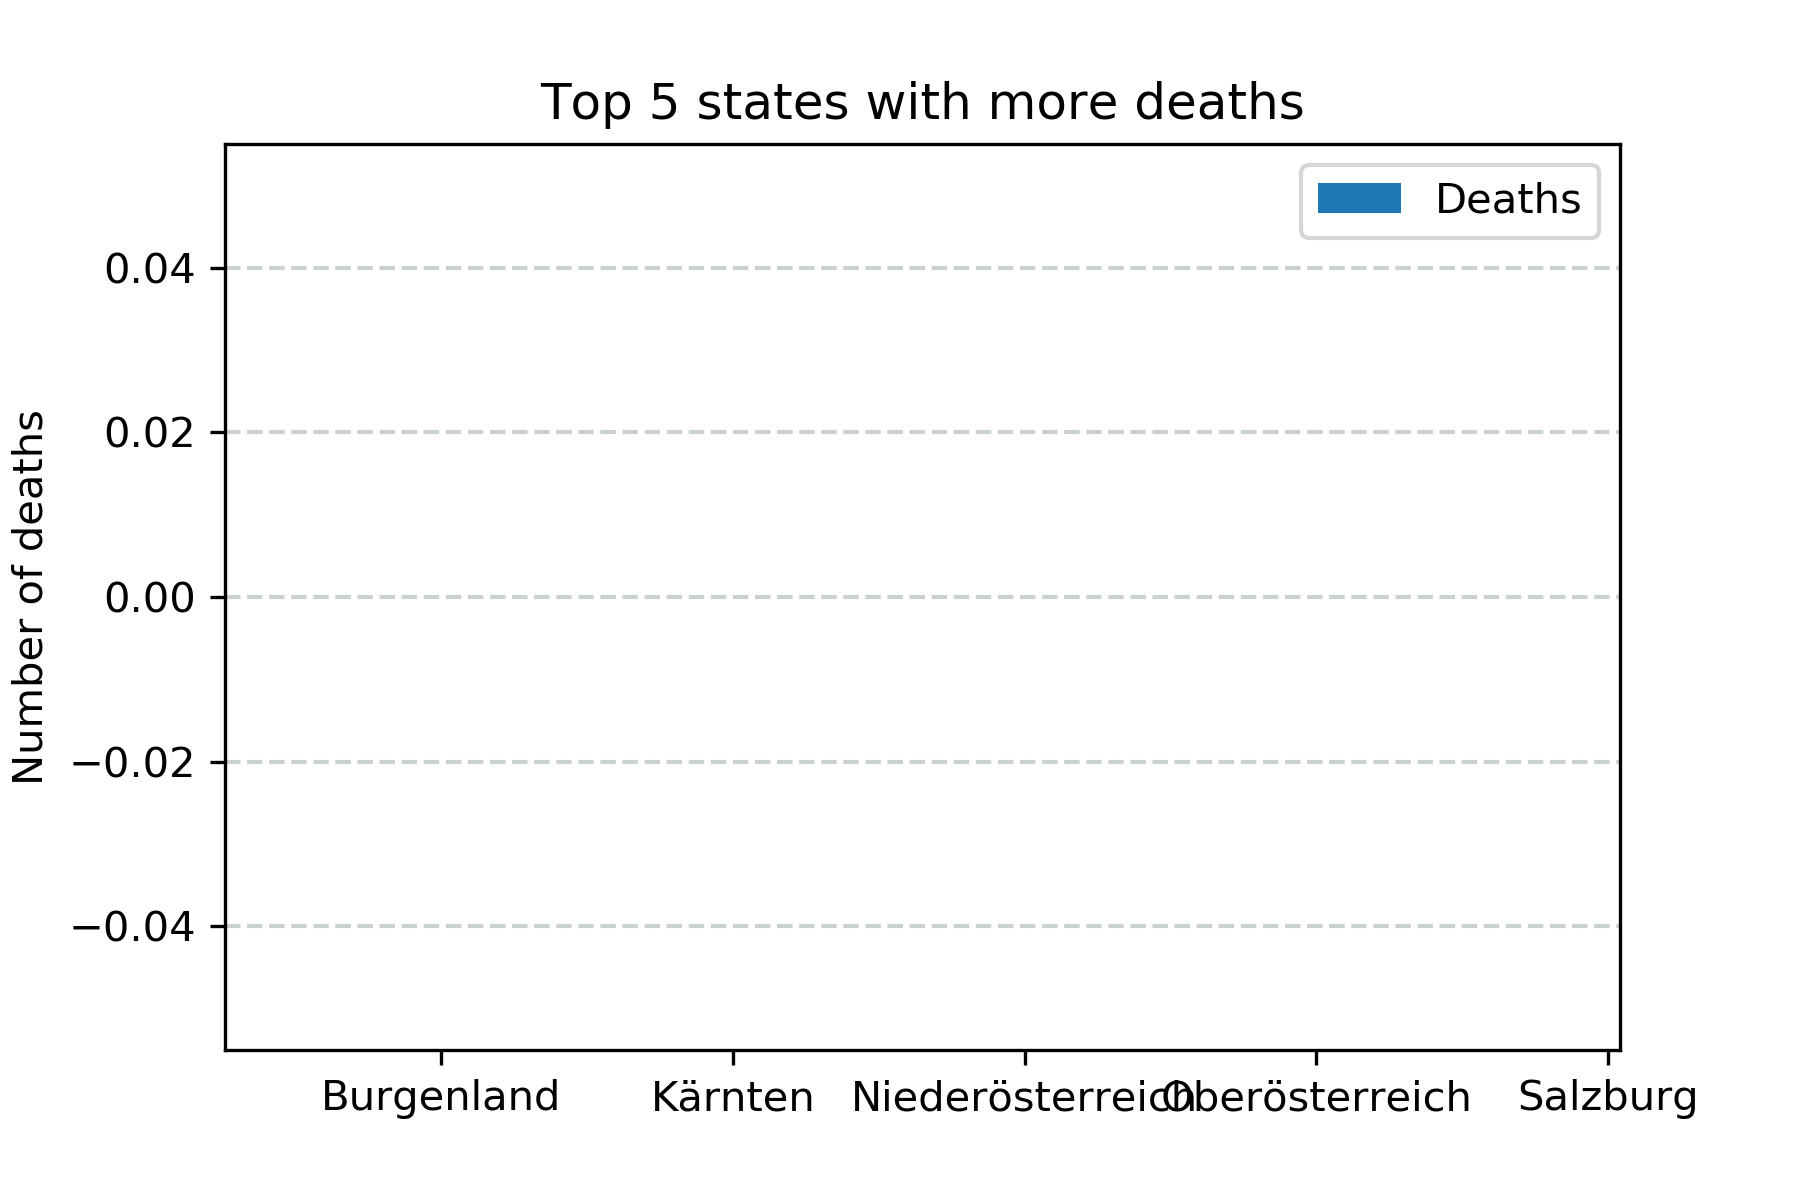 Top 5 states with more deaths
Deaths
Number of deaths
0.04
0.02
0.00
−0.02
−0.04
Burgenland Kärnten Niederösterreich Oberösterreich Salzburg